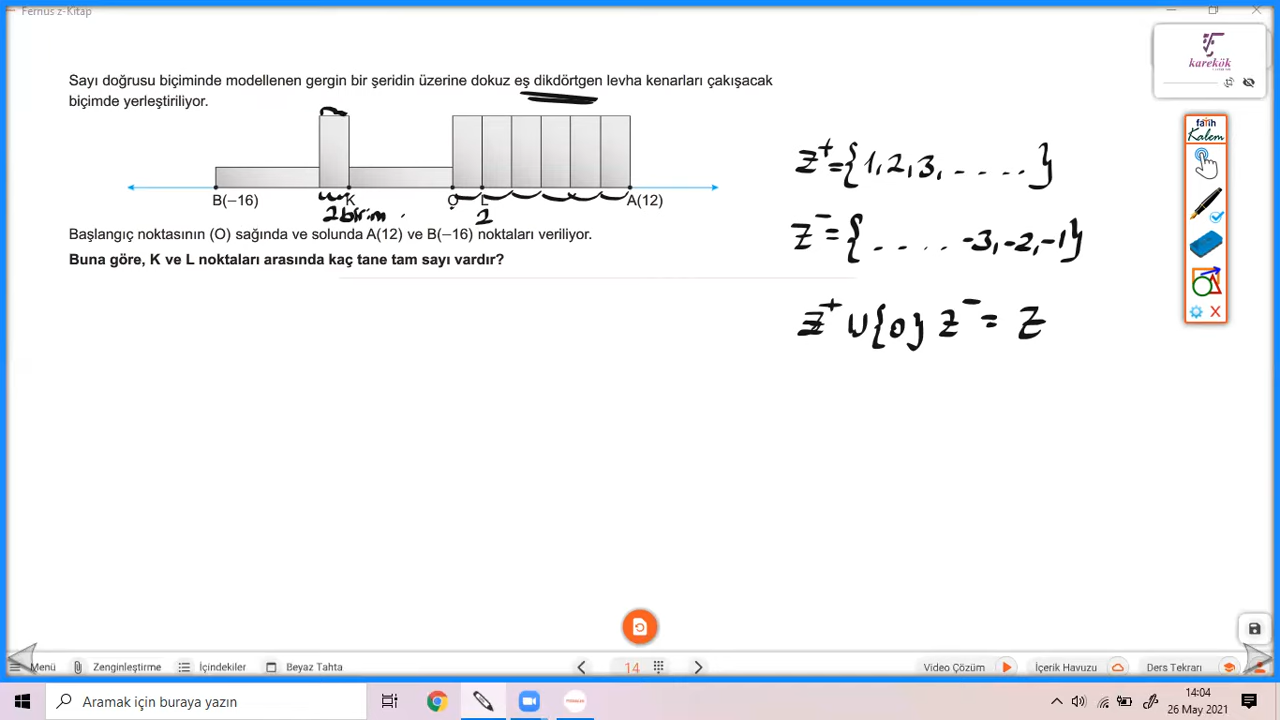 Fernus z-Kitap
karekök
Sayı doğrusu biçiminde modellenen gergin bir şeridin üzerine dokuz eş dikdörtgen levha kenarları çakışacak
biçimde yerleştiriliyor.
B(−16) K O L A(12)
2 birim 2
Başlangıç noktasının (O) sağında ve solunda A(12) ve B(−16) noktaları veriliyor.
Buna göre, K ve L noktaları arasında kaç tane tam sayı vardır?
Z+ = {1, 2, 3, . . . . }
Z− = { . . . . -3, -2, -1}
Z+ U {0} Z− = Z
fatih
Kalem
Menü Zenginleştirme İçindekiler Beyaz Tahta 14 Video Çözüm İçerik Havuzu Ders Tekrarı
Aramak için buraya yazın
14:04
26 May 2021